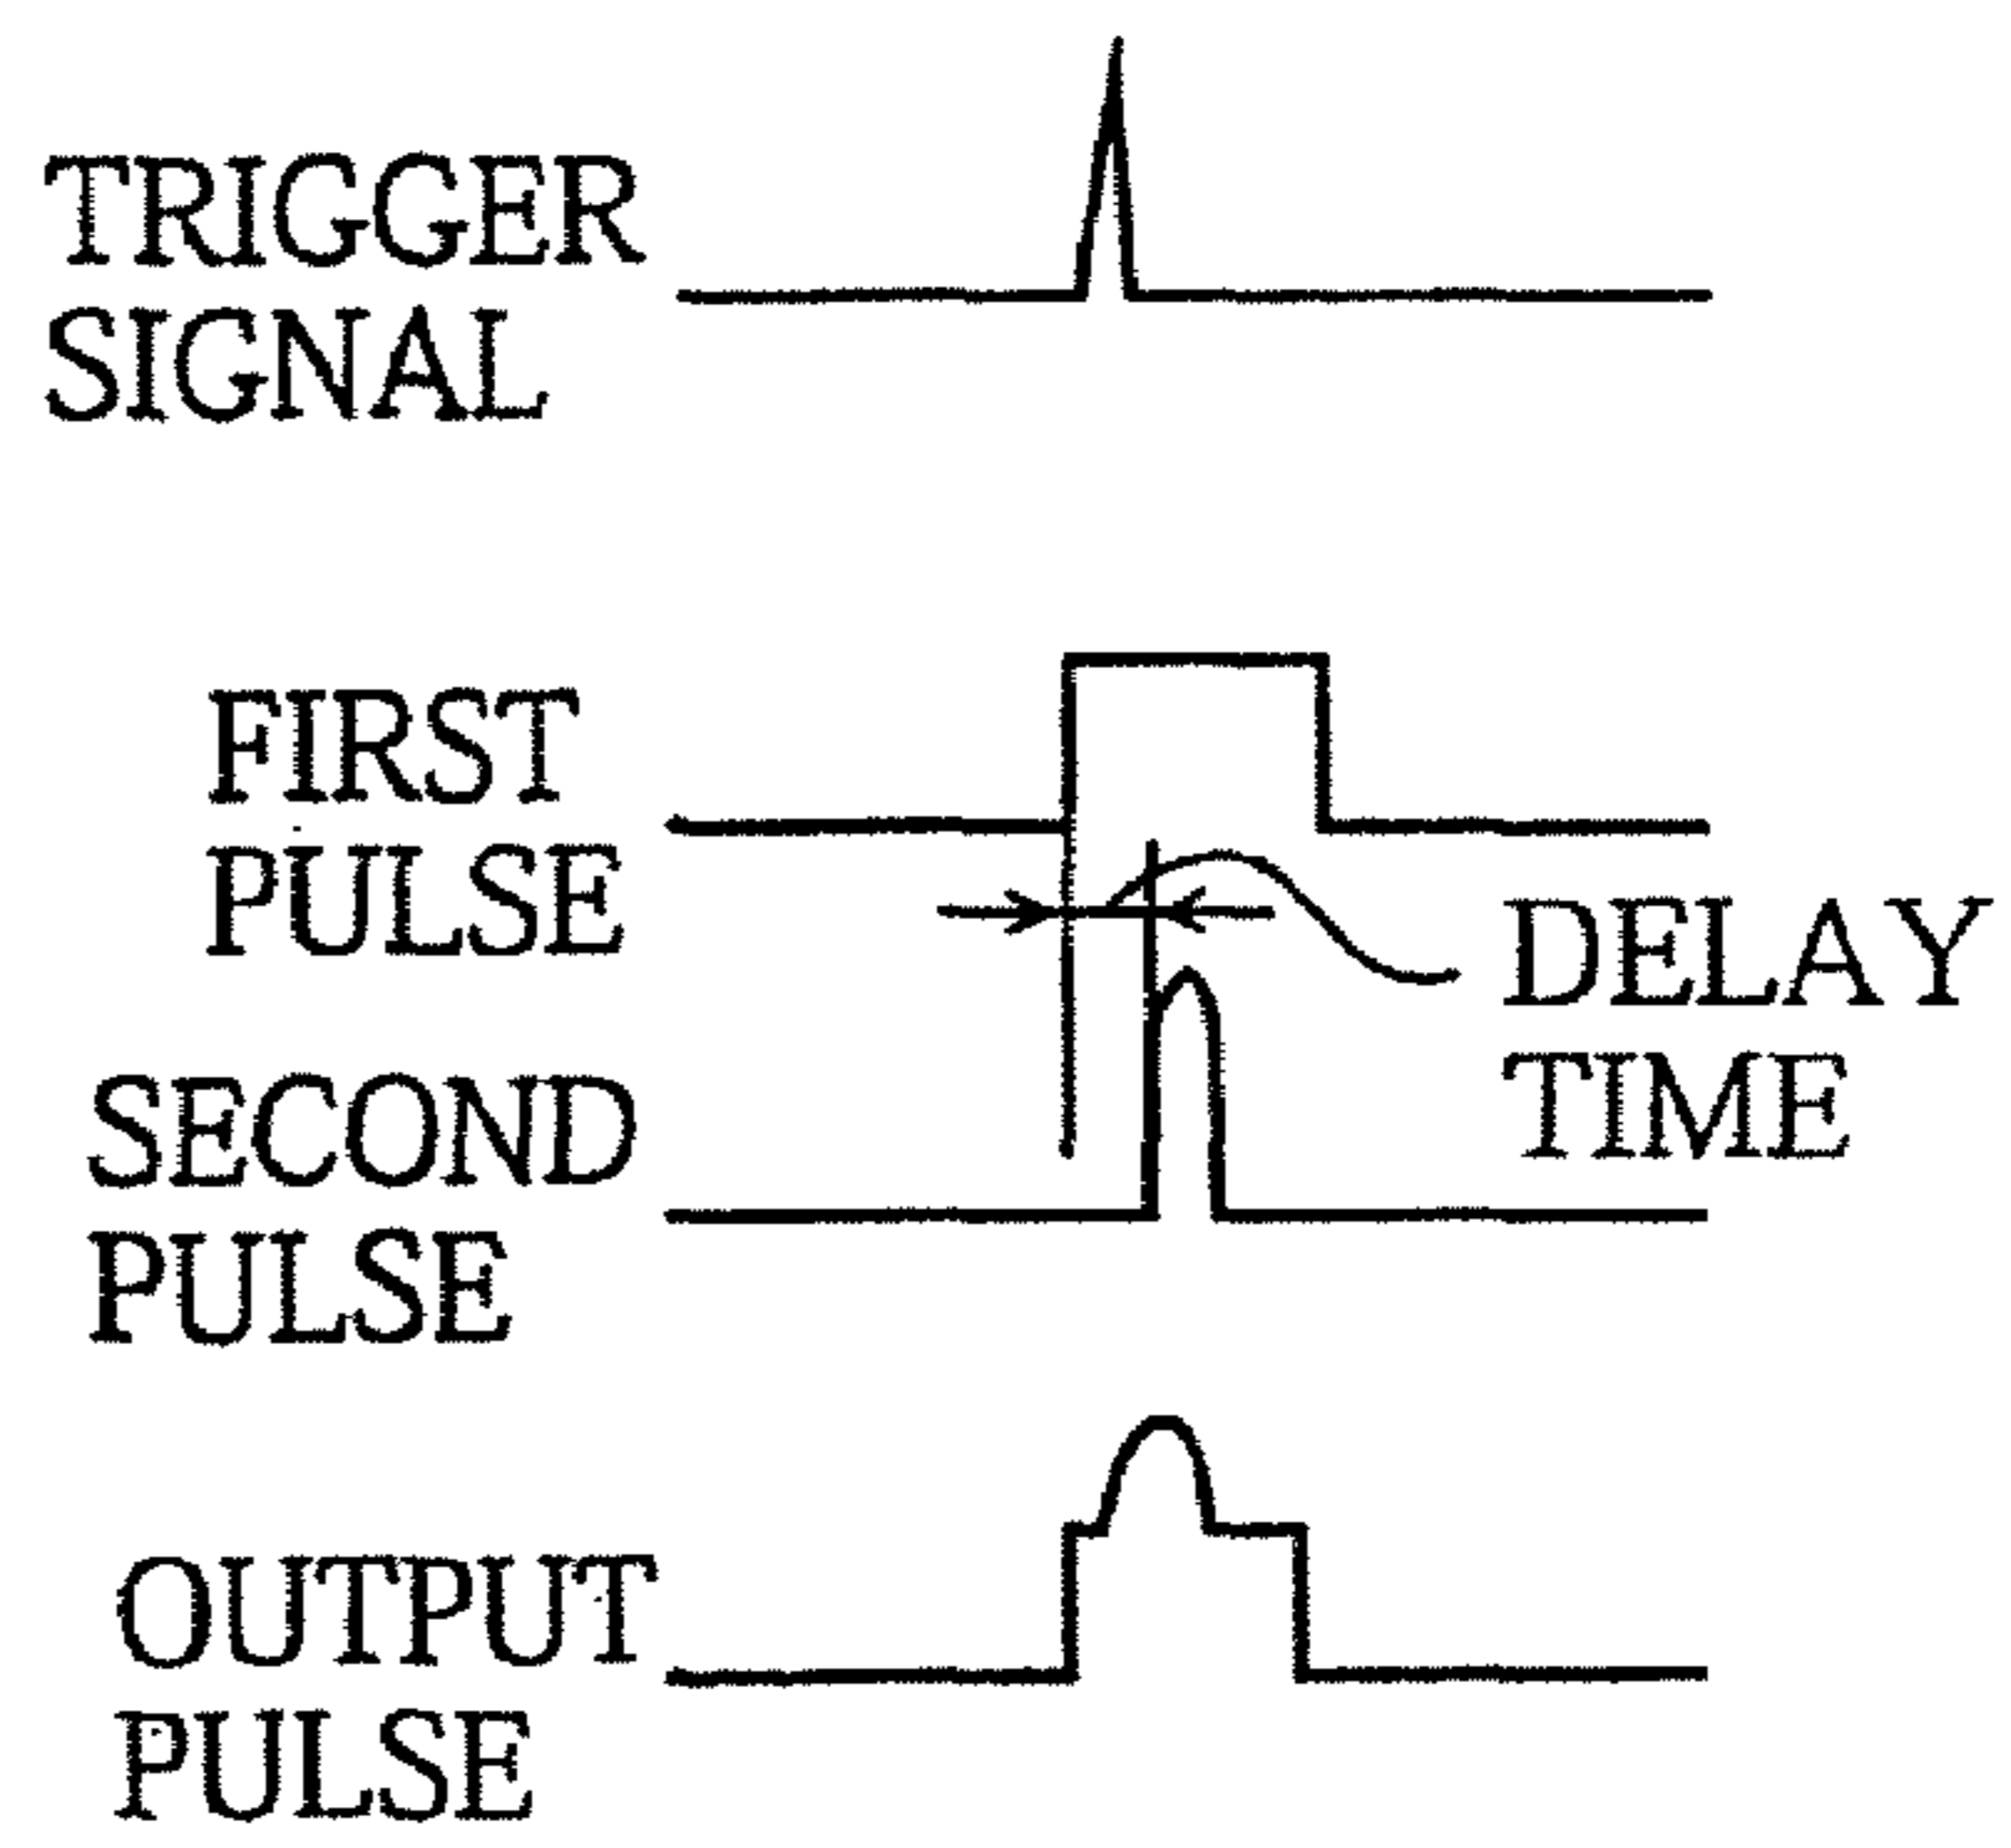 TRIGGER
SIGNAL
FIRST
PULSE
DELAY
TIME
SECOND
PULSE
OUTPUT
PULSE